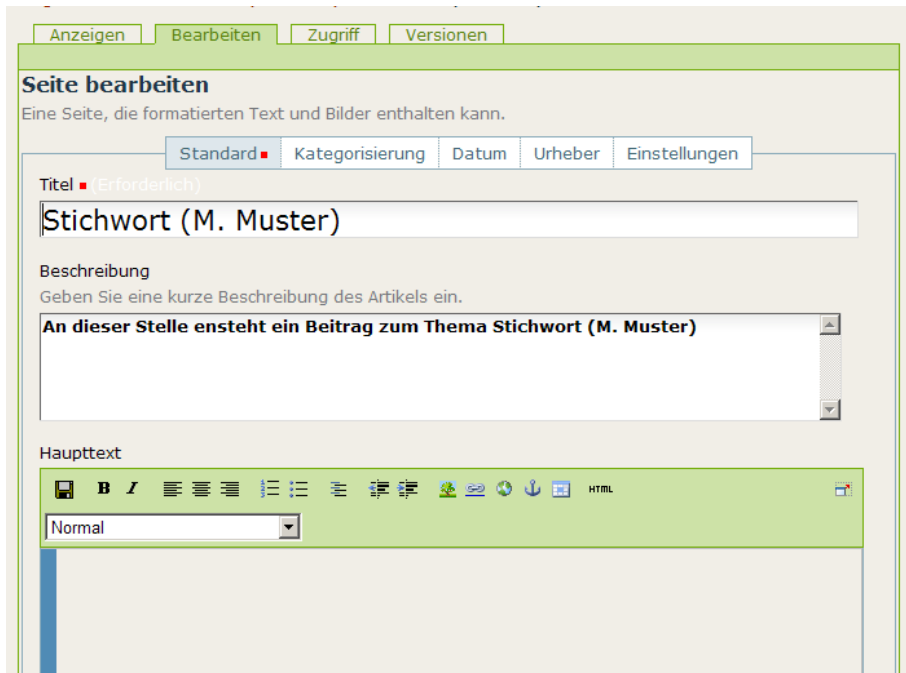 Anzeigen Bearbeiten Zugriff Versionen
Seite bearbeiten
Eine Seite, die formatierten Text und Bilder enthalten kann.
Standard Kategorisierung Datum Urheber Einstellungen
Titel (Erforderlich)
Stichwort (M. Muster)
Beschreibung
Geben Sie eine kurze Beschreibung des Artikels ein.
An dieser Stelle ensteht ein Beitrag zum Thema Stichwort (M. Muster)
Haupttext
B I HTML
Normal